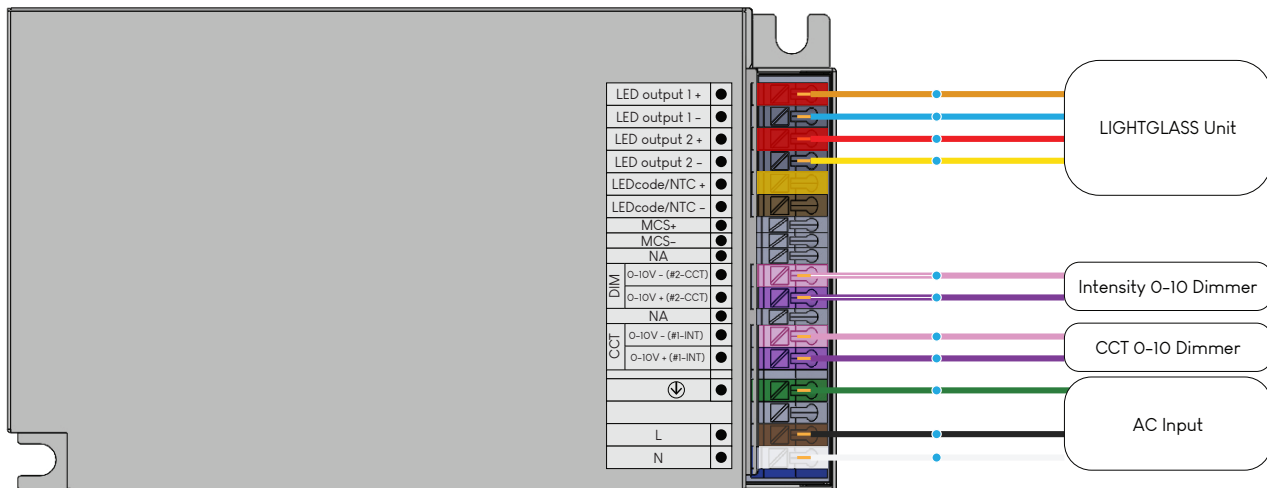 LED output 1 +
LED output 1 -
LED output 2 +
LED output 2 -
LEDcode/NTC +
LEDcode/NTC -
MCS+
MCS-
NA
DIM
0-10V - (#2-CCT)
0-10V + (#2-CCT)
NA
CCT
0-10V - (#1-INT)
0-10V + (#1-INT)
L
N
LIGHTGLASS Unit
Intensity 0-10 Dimmer
CCT 0-10 Dimmer
AC Input